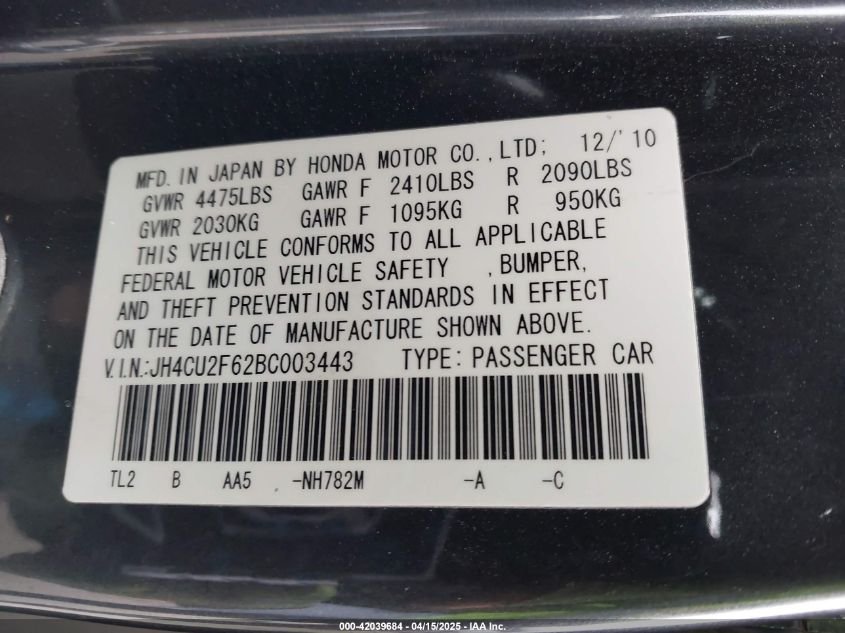 MFD. IN JAPAN BY HONDA MOTOR CO., LTD; 12/'10
GVWR 4475LBS GAWR F 2410LBS R 2090LBS
GVWR 2030KG GAWR F 1095KG R 950KG
THIS VEHICLE CONFORMS TO ALL APPLICABLE
FEDERAL MOTOR VEHICLE SAFETY , BUMPER,
AND THEFT PREVENTION STANDARDS IN EFFECT
ON THE DATE OF MANUFACTURE SHOWN ABOVE.
V.I.N.:JH4CU2F62BC003443 TYPE: PASSENGER CAR
TL2 B AA5 -NH782M -A -C
000-42039684 - 04/15/2025 - IAA Inc.